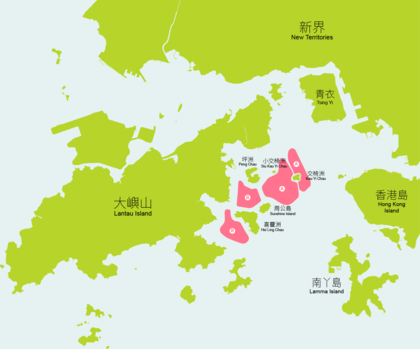 新界
New Territories
青衣
Tsing Yi
坪洲
Peng Chau
小交椅洲
Siu Kau Yi Chau
交椅洲
Kau Yi Chau
A
A
大嶼山
Lantau Island
B
周公島
Sunshine Island
香港島
Hong Kong
Island
喜靈洲
Hei Ling Chau
B
南丫島
Lamma Island